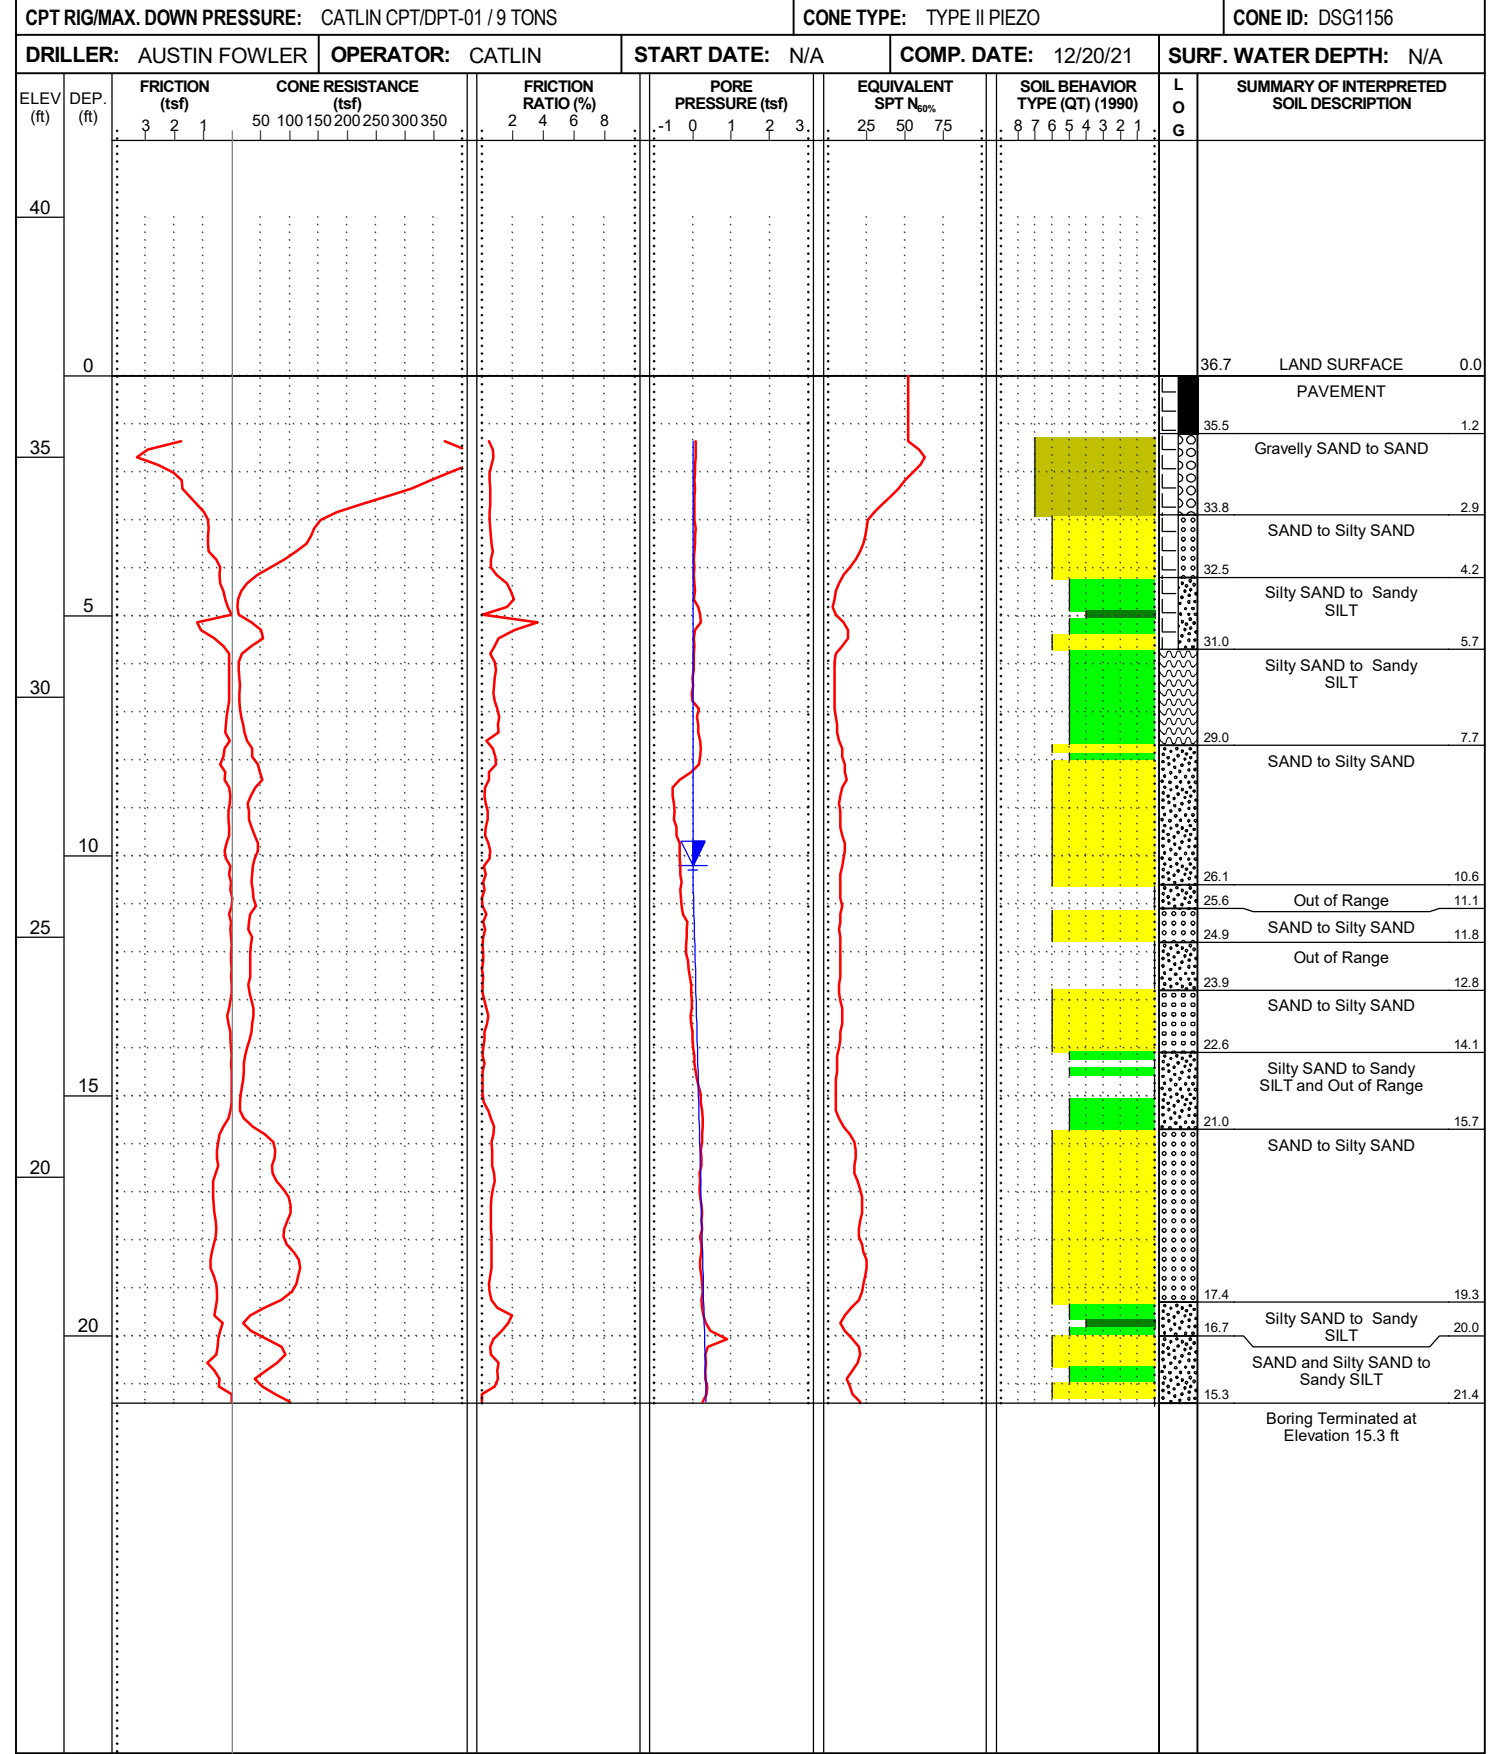 CPT RIG/MAX. DOWN PRESSURE: CATLIN CPT/DPT-01 / 9 TONS CONE TYPE: TYPE II PIEZO CONE ID: DSG1156
DRILLER: AUSTIN FOWLER OPERATOR: CATLIN START DATE: N/A COMP. DATE: 12/20/21 SURF. WATER DEPTH: N/A
ELEV (ft)
DEP. (ft)
FRICTION (tsf)
3 2 1
CONE RESISTANCE (tsf)
50 100 150 200 250 300 350
FRICTION RATIO (%)
2 4 6 8
PORE PRESSURE (tsf)
-1 0 1 2 3
EQUIVALENT SPT N60%
25 50 75
SOIL BEHAVIOR TYPE (QT) (1990)
8 7 6 5 4 3 2 1
L O G
SUMMARY OF INTERPRETED SOIL DESCRIPTION
40
0
36.7 LAND SURFACE 0.0
PAVEMENT
35.5 1.2
35
Gravelly SAND to SAND
33.8 2.9
SAND to Silty SAND
32.5 4.2
Silty SAND to Sandy
SILT
5
31.0 5.7
Silty SAND to Sandy
SILT
30
29.0 7.7
SAND to Silty SAND
10
26.1 10.6
25.6 Out of Range 11.1
25
24.9 SAND to Silty SAND 11.8
Out of Range
23.9 12.8
SAND to Silty SAND
22.6 14.1
Silty SAND to Sandy
SILT and Out of Range
15
21.0 15.7
SAND to Silty SAND
20
17.4 19.3
Silty SAND to Sandy
SILT
20
16.7 20.0
SAND and Silty SAND to
Sandy SILT
15.3 21.4
Boring Terminated at
Elevation 15.3 ft